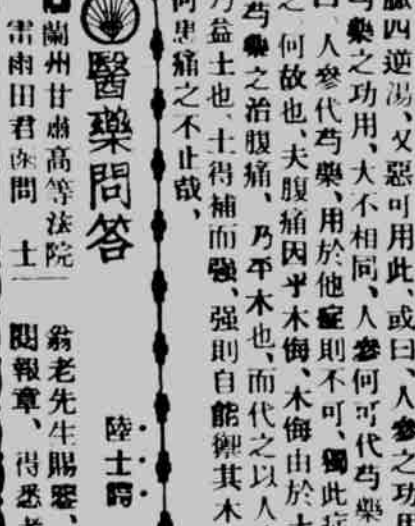 四逆湯、又惡可用此、或曰、人參之功用
芍藥之功用、大不相同、人參何可代芍藥
曰、人參代芍藥、用於他症則不可、獨此
之、何故也、夫腹痛因乎木侮、木侮由於土
芍藥之治腹痛、乃平木也、而代之以人
乃益土也、土得補而強、強則自能禦其木
何患痛之不止哉、
醫藥問答 陸士諤
蘭州甘肅高等法院
雷雨田君 問 士
翁老先生賜鑒、
閱報章、得悉